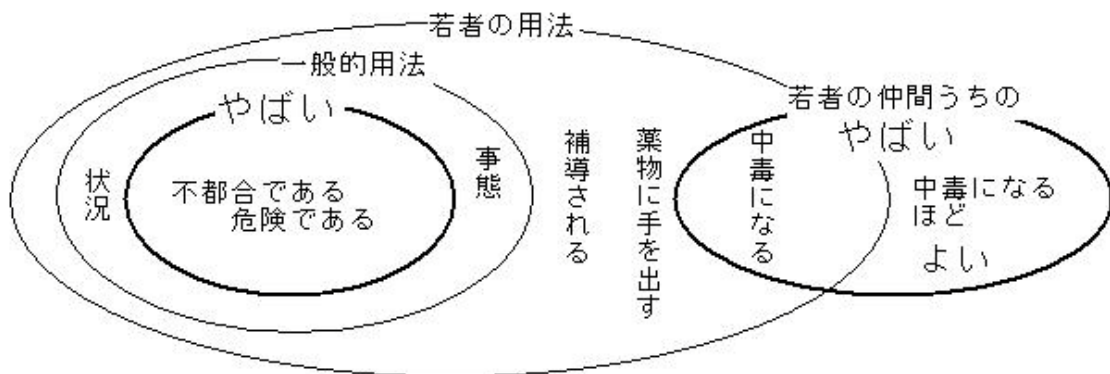 若者の用法
一般的用法
やばい
状況
不都合である
危険である
事態
補導される
薬物に手を出す
中毒になる
若者の仲間うちの
やばい
中毒になる
ほど
よい